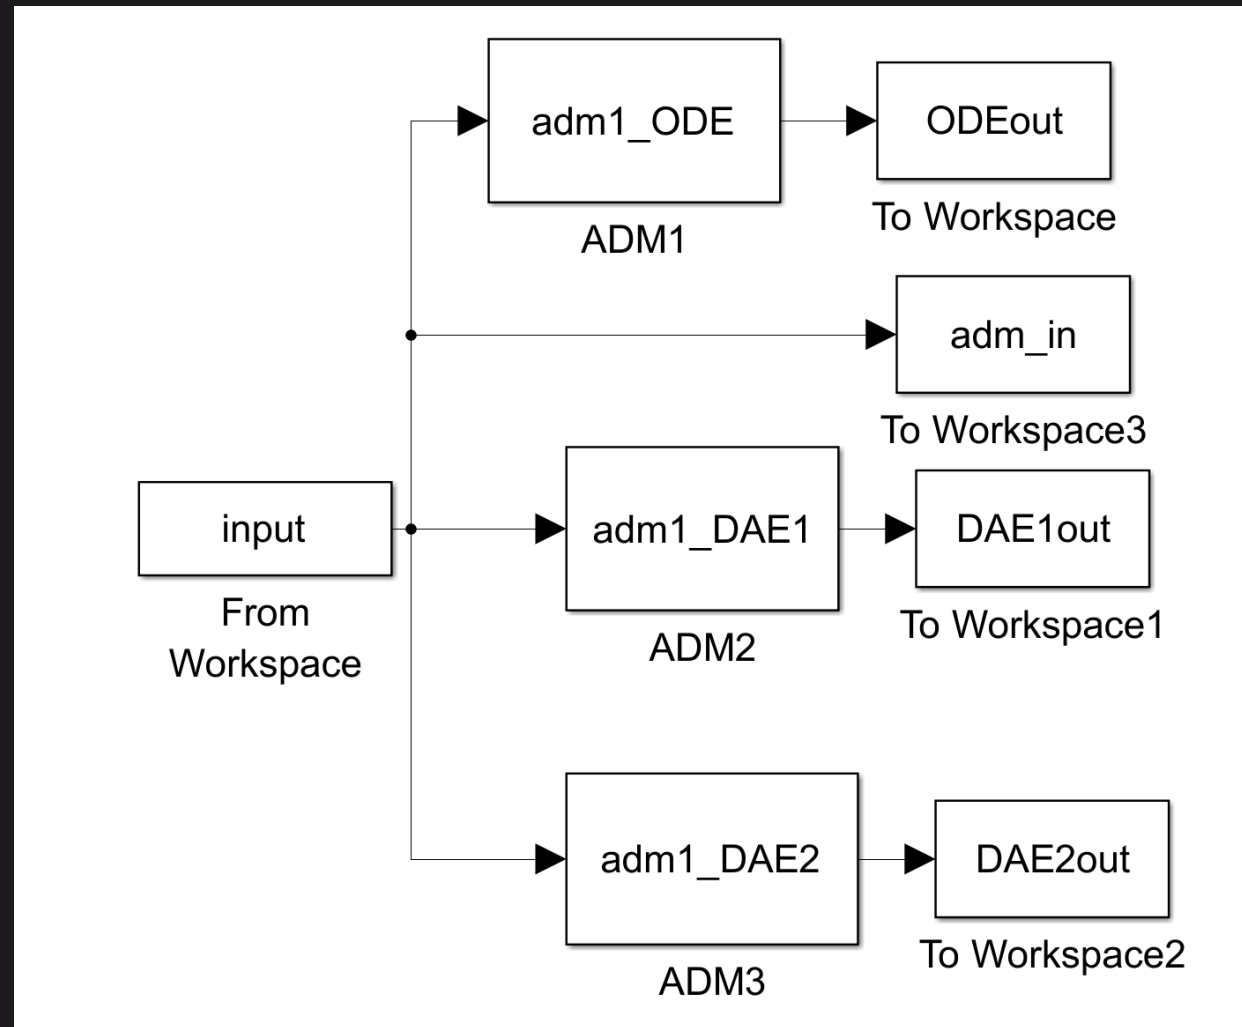 adm1_ODE
ADM1
ODEout
To Workspace
adm_in
To Workspace3
input
From
Workspace
adm1_DAE1
ADM2
DAE1out
To Workspace1
adm1_DAE2
ADM3
DAE2out
To Workspace2